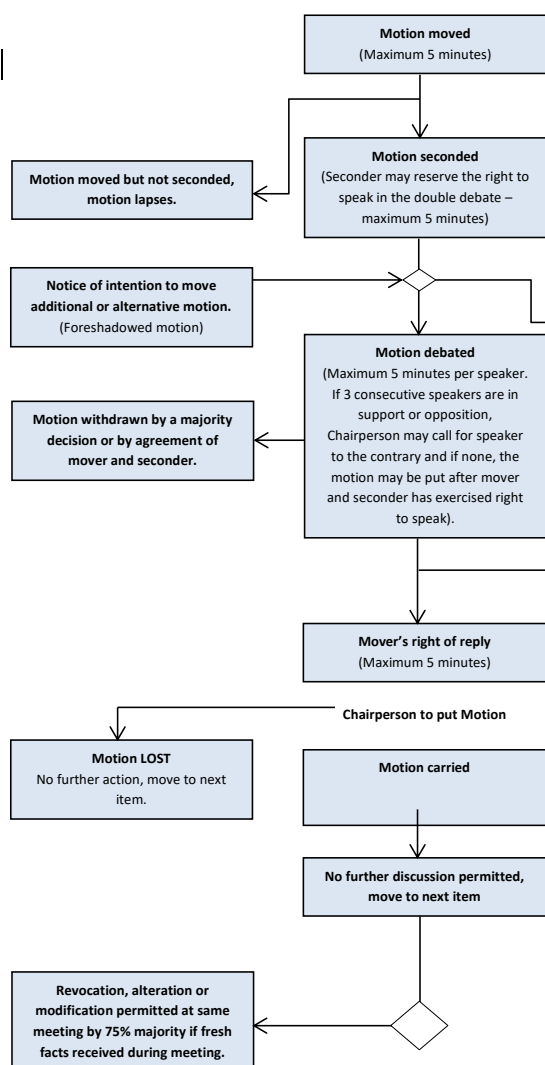 Motion moved
(Maximum 5 minutes)
Motion seconded
(Seconder may reserve the right to
speak in the double debate –
maximum 5 minutes)
Motion moved but not seconded,
motion lapses.
Notice of intention to move
additional or alternative motion.
(Foreshadowed motion)
Motion debated
(Maximum 5 minutes per speaker.
If 3 consecutive speakers are in
support or opposition,
Chairperson may call for speaker
to the contrary and if none, the
motion may be put after mover
and seconder has exercised right
to speak).
Motion withdrawn by a majority
decision or by agreement of
mover and seconder.
Mover’s right of reply
(Maximum 5 minutes)
Chairperson to put Motion
Motion LOST
No further action, move to next
item.
Motion carried
No further discussion permitted,
move to next item
Revocation, alteration or
modification permitted at same
meeting by 75% majority if fresh
facts received during meeting.